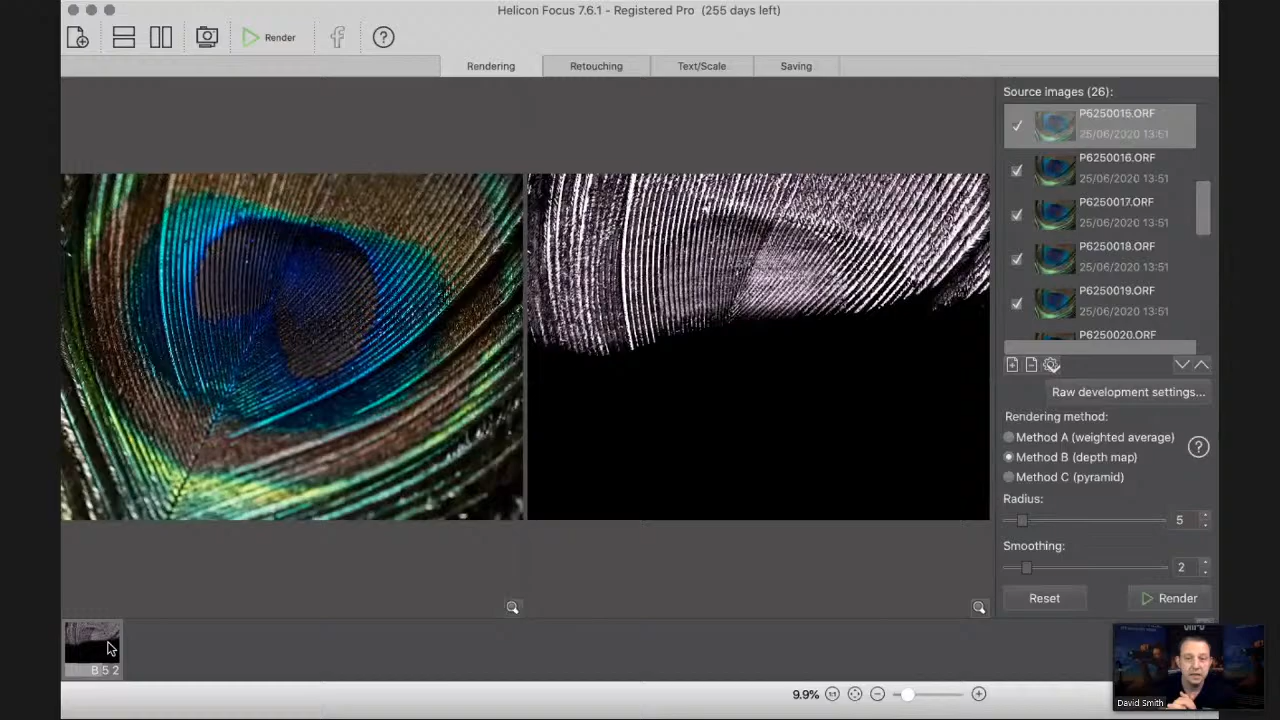 Helicon Focus 7.6.1 - Registered Pro (255 days left)
Render
Rendering
Retouching
Text/Scale
Saving
Source images (26):
P6250015.ORF
25/06/2020 13:51
P6250016.ORF
25/06/2020 13:51
P6250017.ORF
25/06/2020 13:51
P6250018.ORF
25/06/2020 13:51
P6250019.ORF
25/06/2020 13:51
P6250020.ORF
Raw development settings...
Rendering method:
Method A (weighted average)
Method B (depth map)
Method C (pyramid)
Radius:
5
Smoothing:
2
Reset
Render
B 5 2
9.9%
David Smith